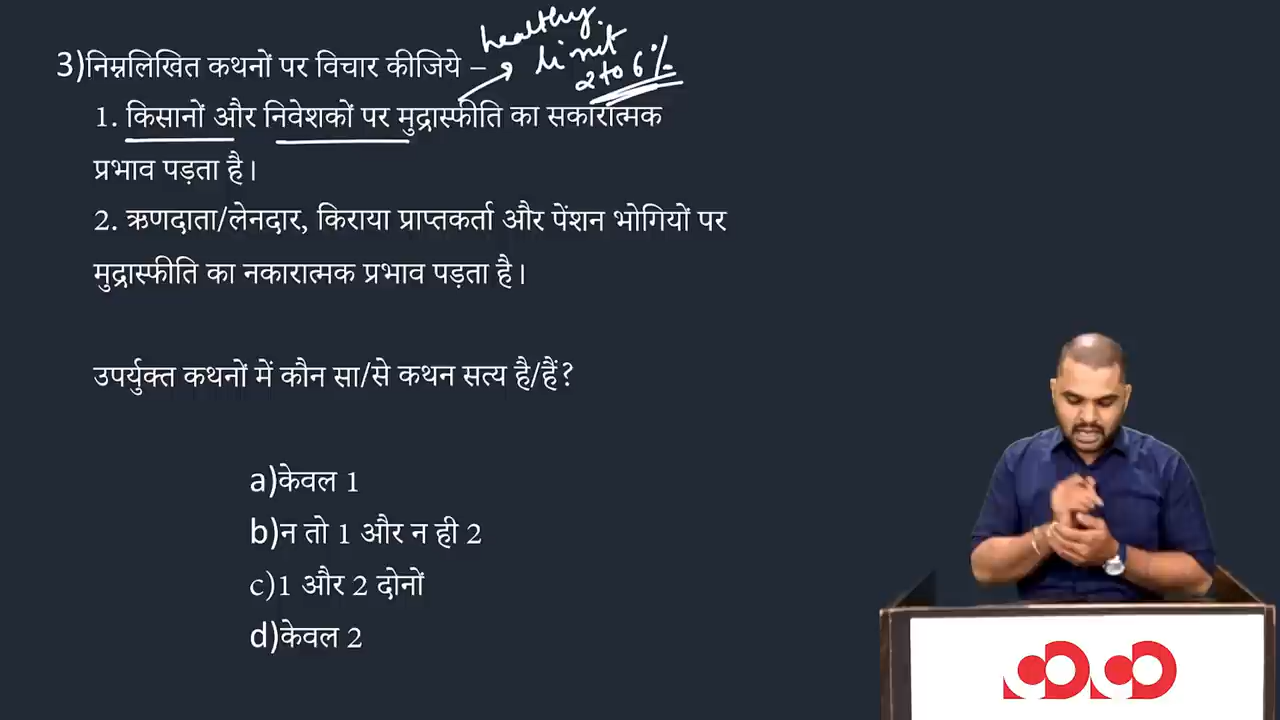 healthy.
limit
2 to 6%
3)निम्नलिखित कथनों पर विचार कीजिये –
1. किसानों और निवेशकों पर मुद्रास्फीति का सकारात्मक
प्रभाव पड़ता है।
2. ऋणदाता/लेनदार, किराया प्राप्तकर्ता और पेंशन भोगियों पर
मुद्रास्फीति का नकारात्मक प्रभाव पड़ता है।
उपर्युक्त कथनों में कौन सा/से कथन सत्य है/हैं?
a)केवल 1
b)न तो 1 और न ही 2
c)1 और 2 दोनों
d)केवल 2